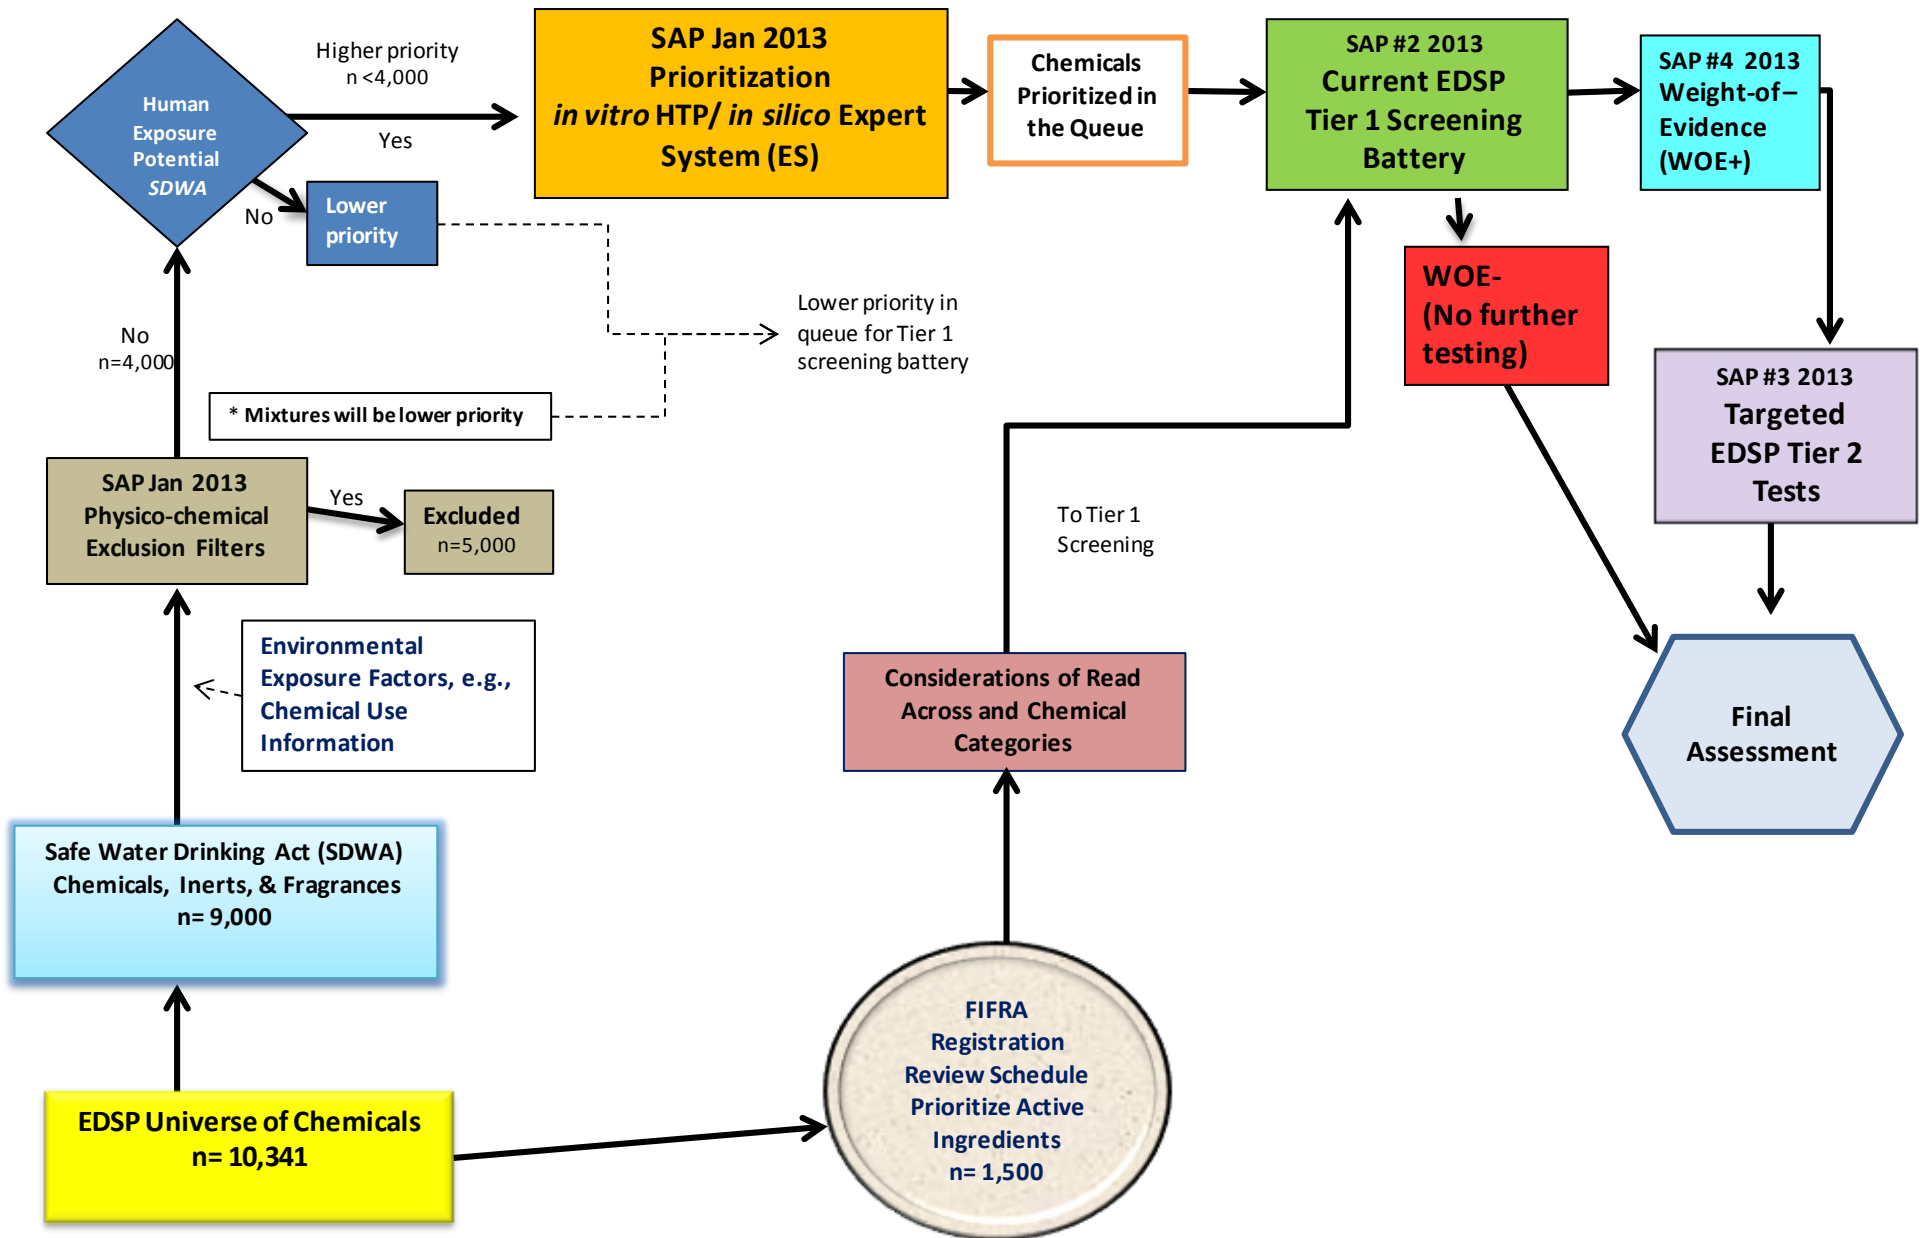 Higher priority
n <4,000
Yes
Human
Exposure
Potential
SDWA
No
Lower
priority
SAP Jan 2013
Prioritization
in vitro HTP/ in silico Expert
System (ES)
Chemicals
Prioritized in
the Queue
SAP #2 2013
Current EDSP
Tier 1 Screening
Battery
SAP #4 2013
Weight-of–
Evidence
(WOE+)
WOE-
(No further
testing)
Lower priority in
queue for Tier 1
screening battery
No
n=4,000
* Mixtures will be lower priority
SAP #3 2013
Targeted
EDSP Tier 2
Tests
SAP Jan 2013
Physico-chemical
Exclusion Filters
Yes
Excluded
n=5,000
To Tier 1
Screening
Environmental
Exposure Factors, e.g.,
Chemical Use
Information
Considerations of Read
Across and Chemical
Categories
Final
Assessment
Safe Water Drinking Act (SDWA)
Chemicals, Inerts, & Fragrances
n= 9,000
FIFRA
Registration
Review Schedule
Prioritize Active
Ingredients
n= 1,500
EDSP Universe of Chemicals
n= 10,341